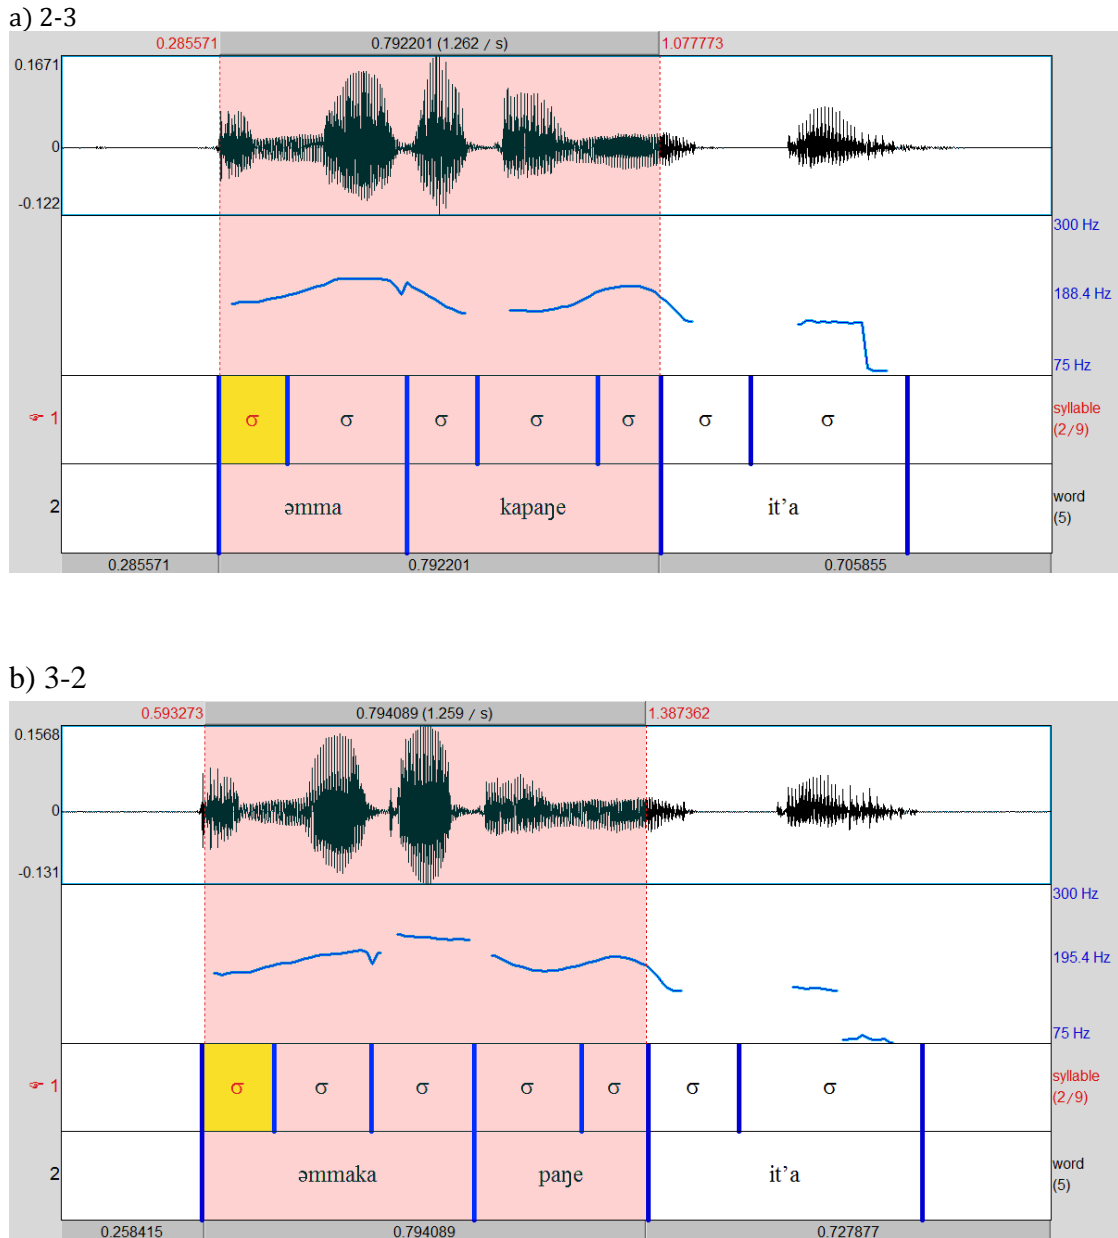 a) 2-3
0.285571 0.792201 (1.262 / s) 1.077773
0.1671
0
-0.122
300 Hz
188.4 Hz
75 Hz
☞ 1 σ σ σ σ σ σ σ syllable (2/9)
2 əmma kapaŋe it’a word (5)
0.285571 0.792201 0.705855
b) 3-2
0.593273 0.794089 (1.259 / s) 1.387362
0.1568
0
-0.131
300 Hz
195.4 Hz
75 Hz
☞ 1 σ σ σ σ σ σ σ syllable (2/9)
2 əmmaka paŋe it’a word (5)
0.258415 0.794089 0.727877